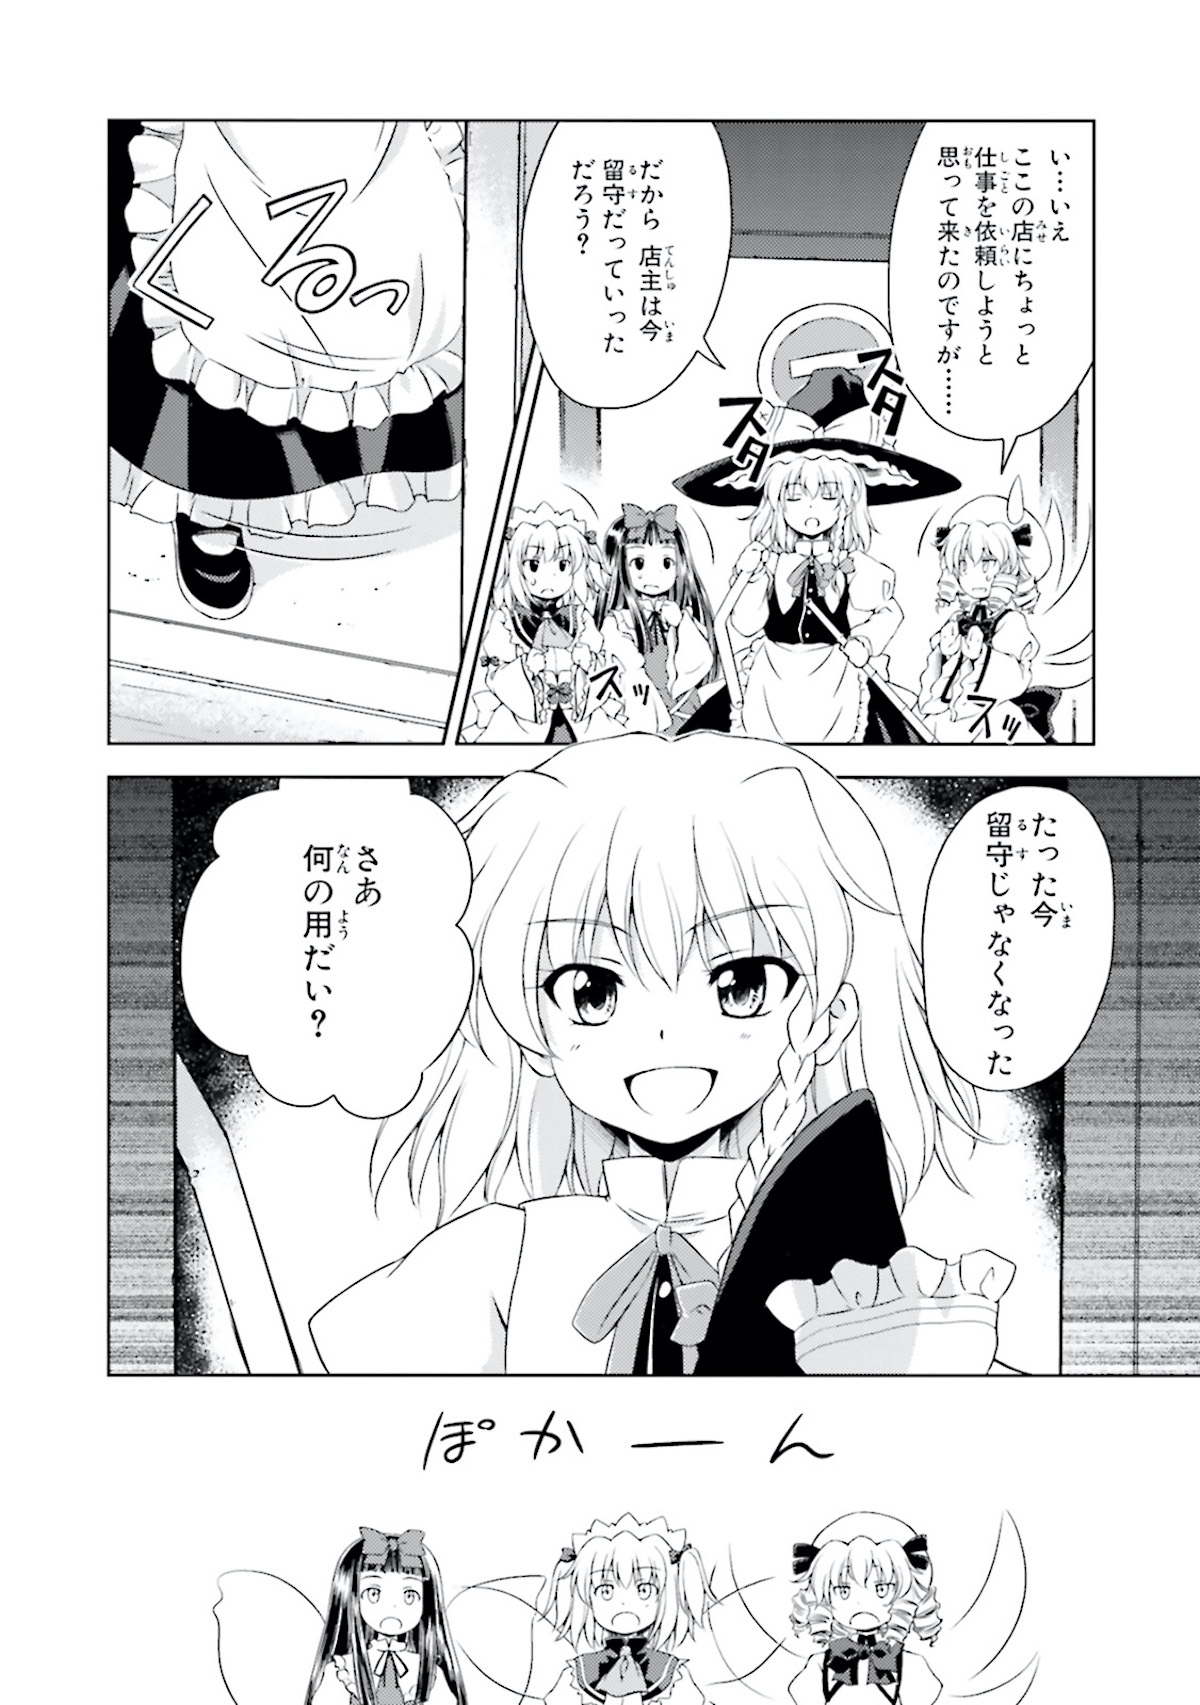 い…いえ
ここの店にちょっと
仕事を依頼しようと
思って来たのですが……
だから 店主は今
留守だっていった
だろう？
スタ
スタ
スッ
スッ
くるっ
たった今
留守じゃなくなった
さあ
何の用だい？
ぽかーん